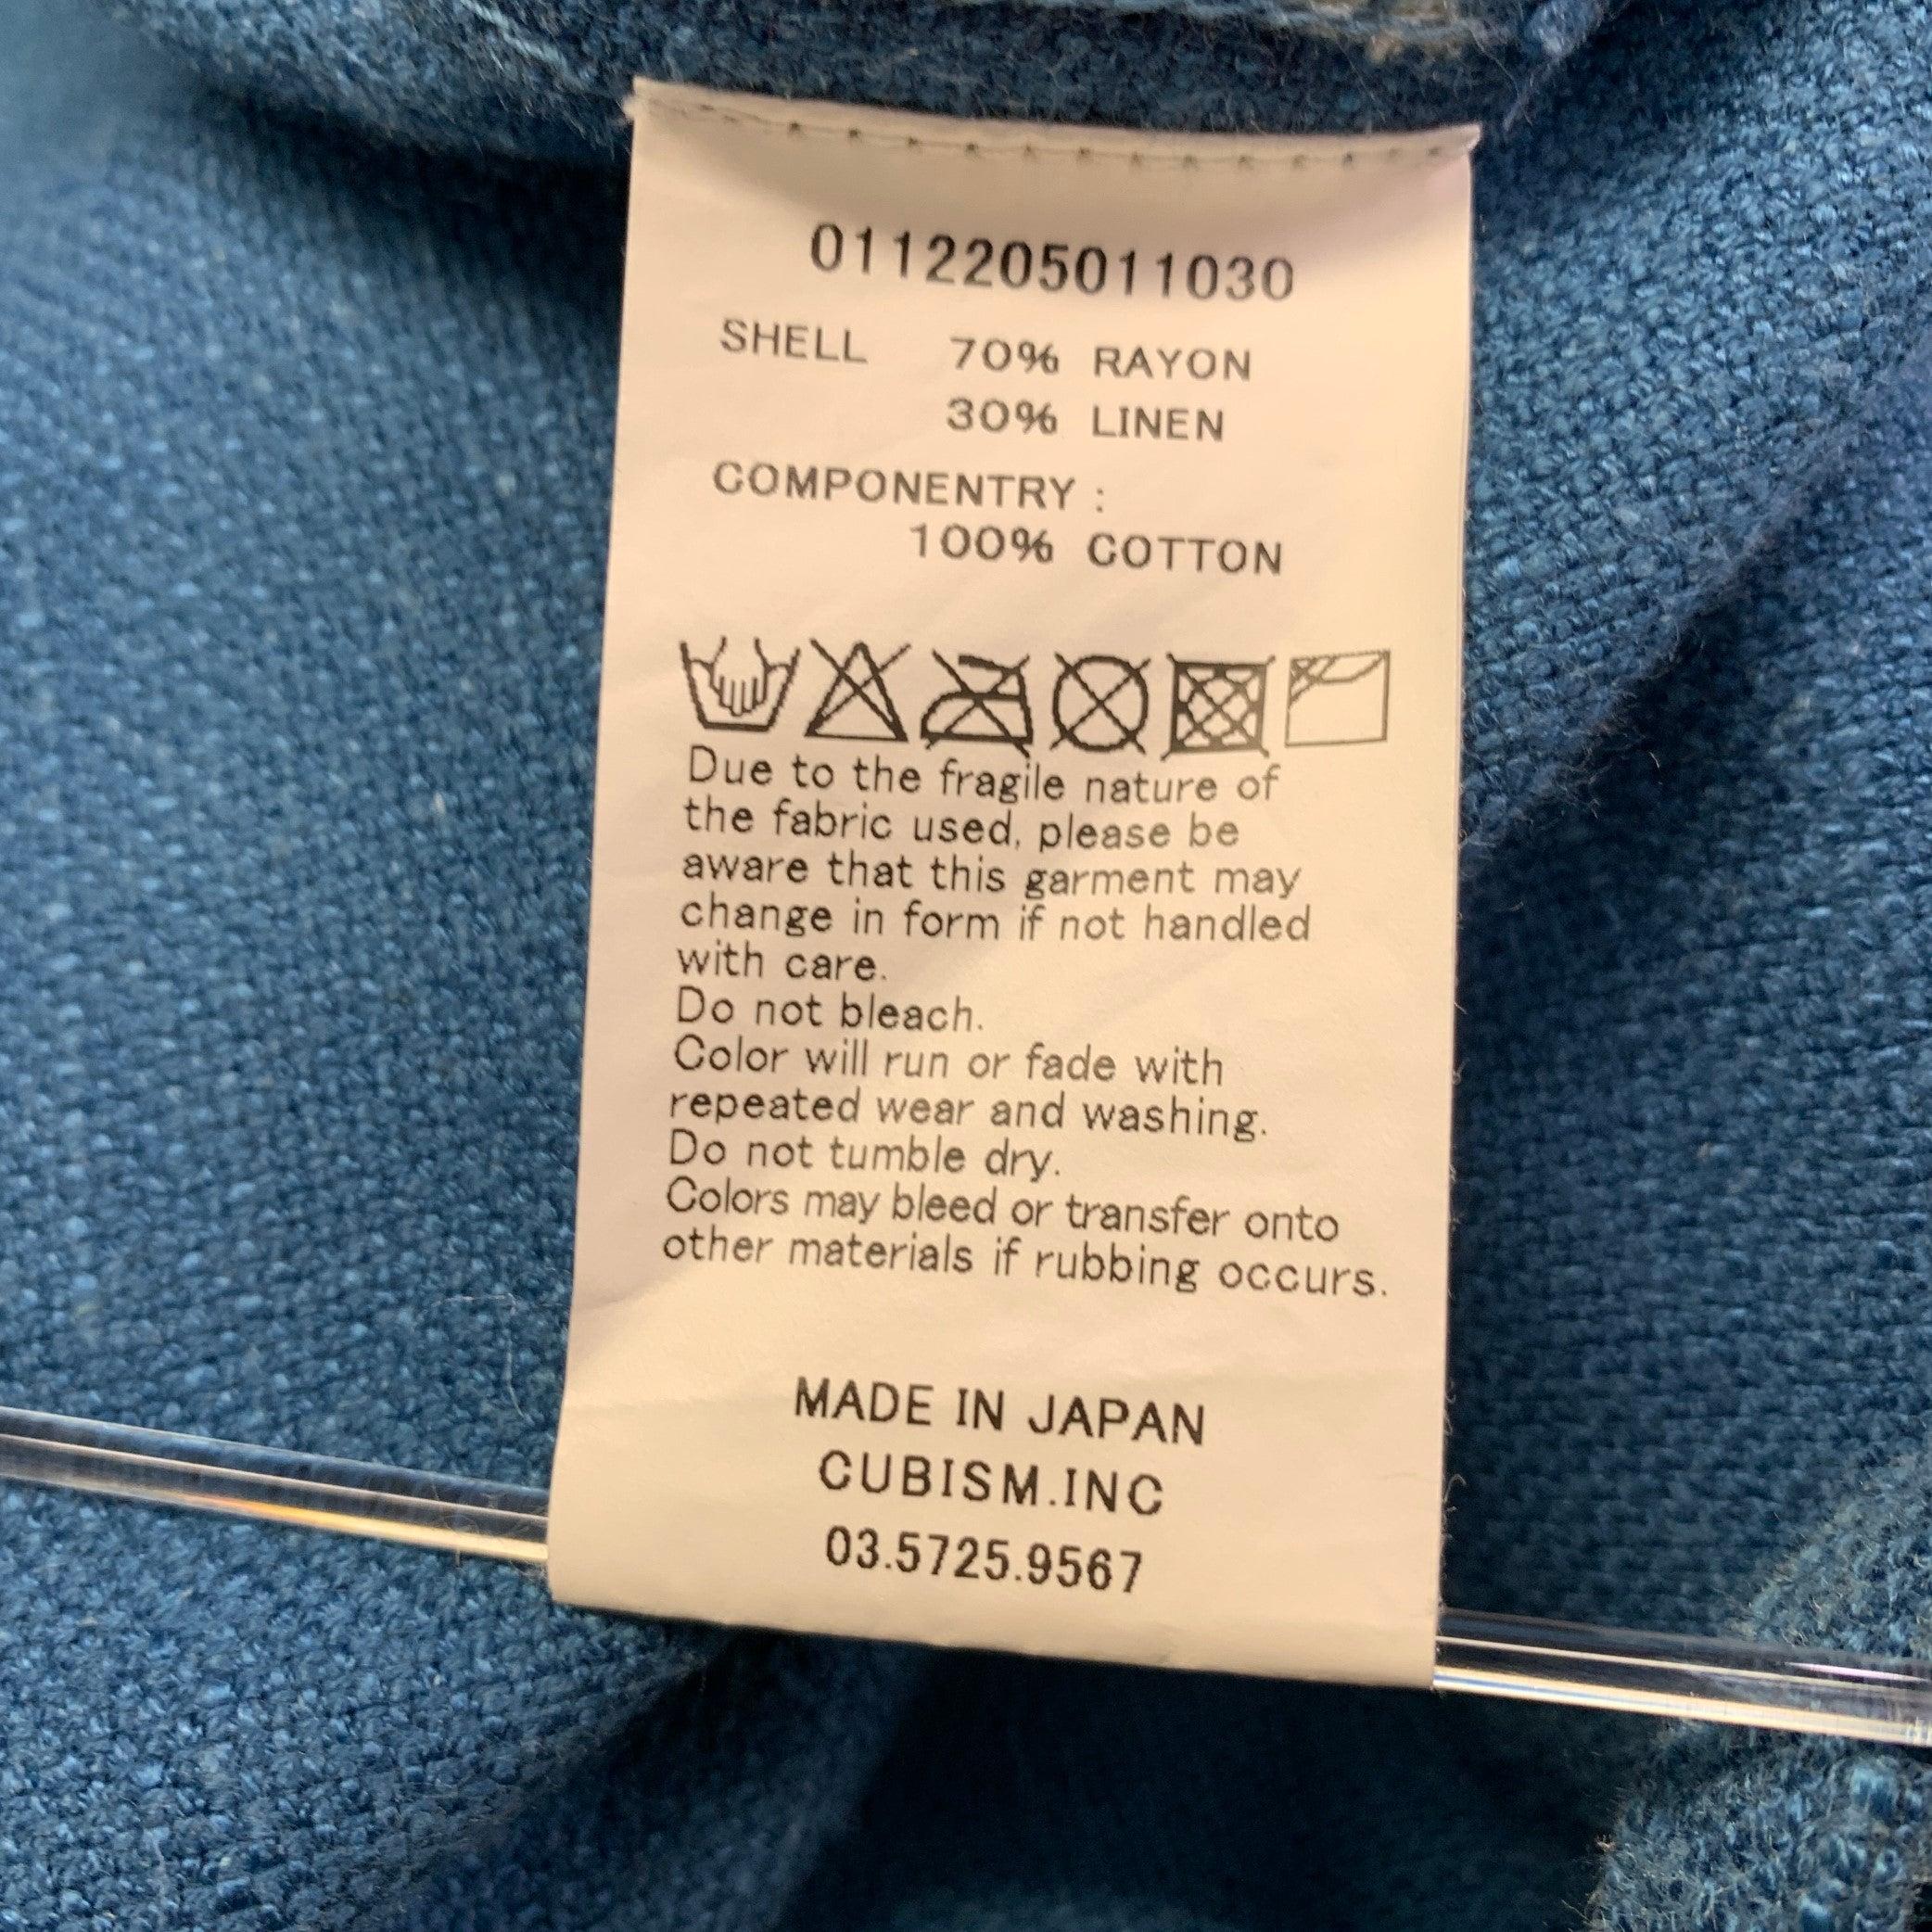 0112205011030
SHELL 70% RAYON
30% LINEN
COMPONENTRY :
100% COTTON
Due to the fragile nature of
the fabric used, please be
aware that this garment may
change in form if not handled
with care.
Do not bleach.
Color will run or fade with
repeated wear and washing.
Do not tumble dry.
Colors may bleed or transfer onto
other materials if rubbing occurs.
MADE IN JAPAN
CUBISM.INC
03.5725.9567